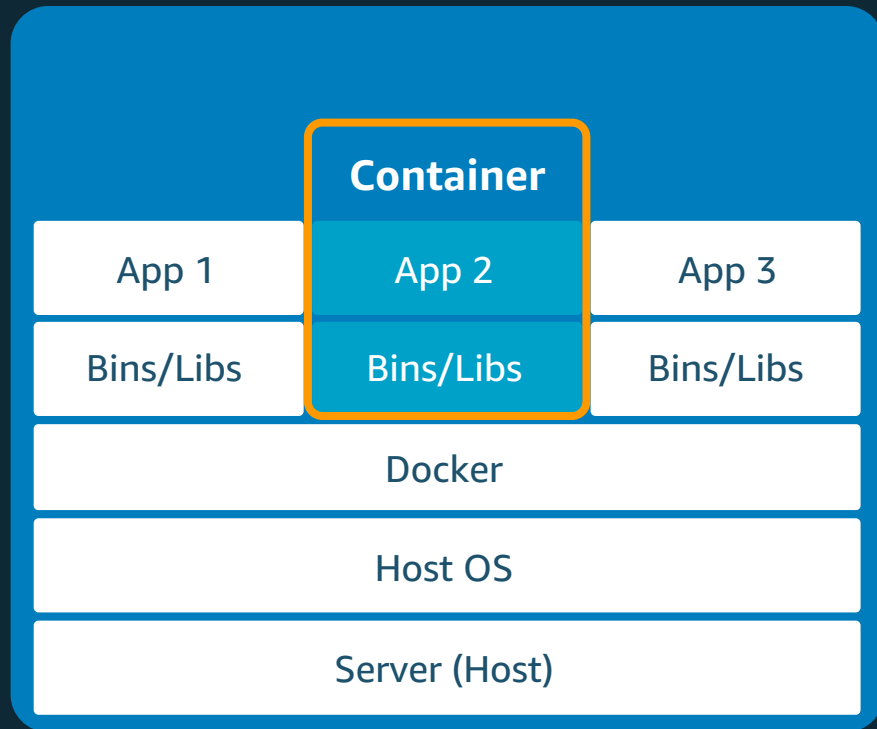 Container
App 1
App 2
App 3
Bins/Libs
Bins/Libs
Bins/Libs
Docker
Host OS
Server (Host)